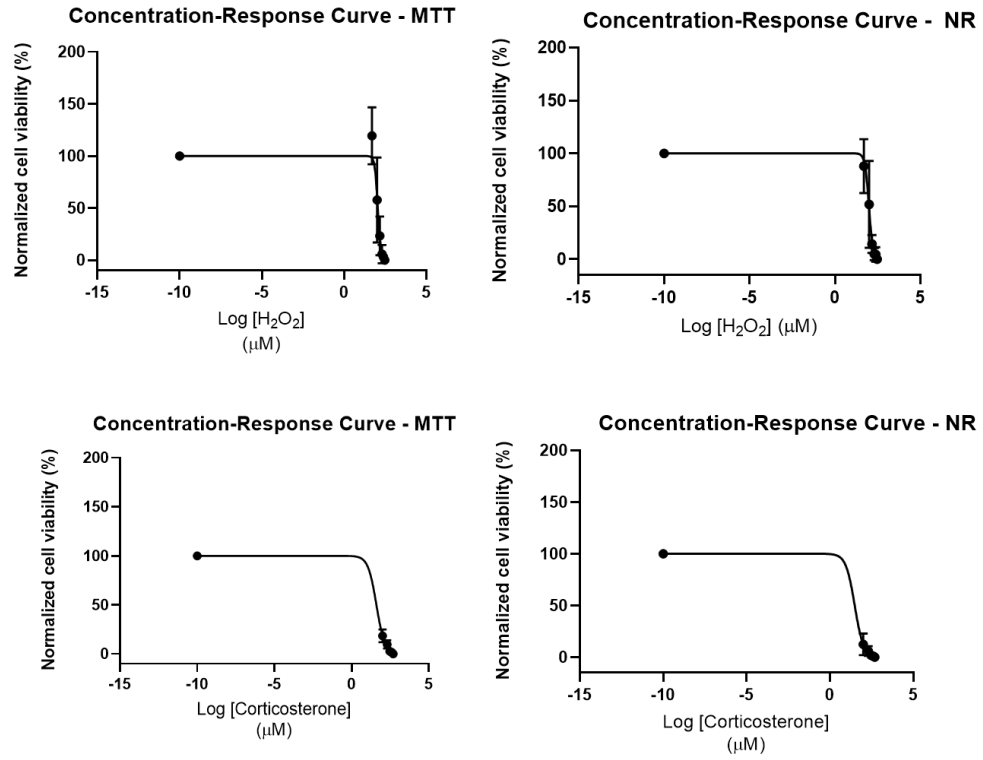 Concentration-Response Curve - MTT
Normalized cell viability (%)
200
150
100
50
0
-15 -10 -5 0 5
Log [H₂O₂]
(μM)
Concentration-Response Curve - NR
Normalized cell viability (%)
200
150
100
50
0
-15 -10 -5 0 5
Log [H₂O₂] (μM)
Concentration-Response Curve - MTT
Normalized cell viability (%)
200
150
100
50
0
-15 -10 -5 0 5
Log [Corticosterone]
(μM)
Concentration-Response Curve - NR
Normalized cell viability (%)
200
150
100
50
0
-15 -10 -5 0 5
Log [Corticosterone]
(μM)